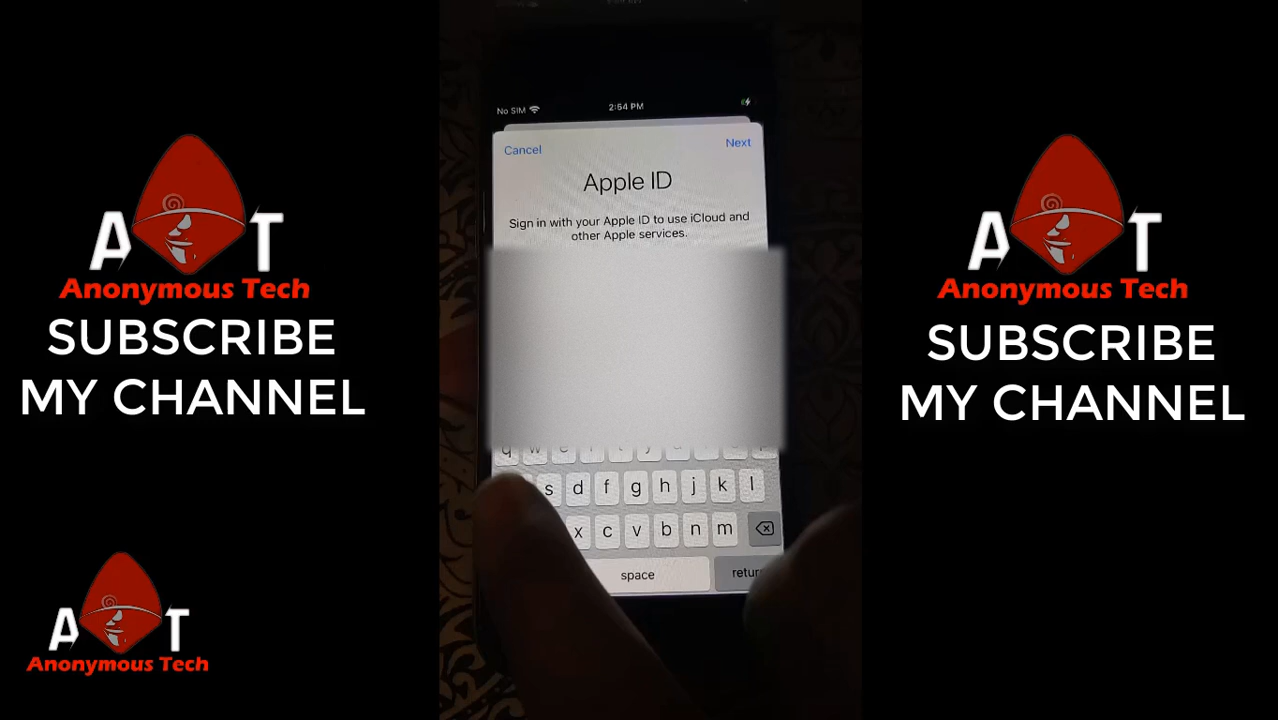 A T
Anonymous Tech
SUBSCRIBE
MY CHANNEL
A T
Anonymous Tech
No SIM
2:54 PM
Cancel
Next
Apple ID
Sign in with your Apple ID to use iCloud and
other Apple services.
q w e
s d f g h j k l
x c v b n m
space
return
A T
Anonymous Tech
SUBSCRIBE
MY CHANNEL